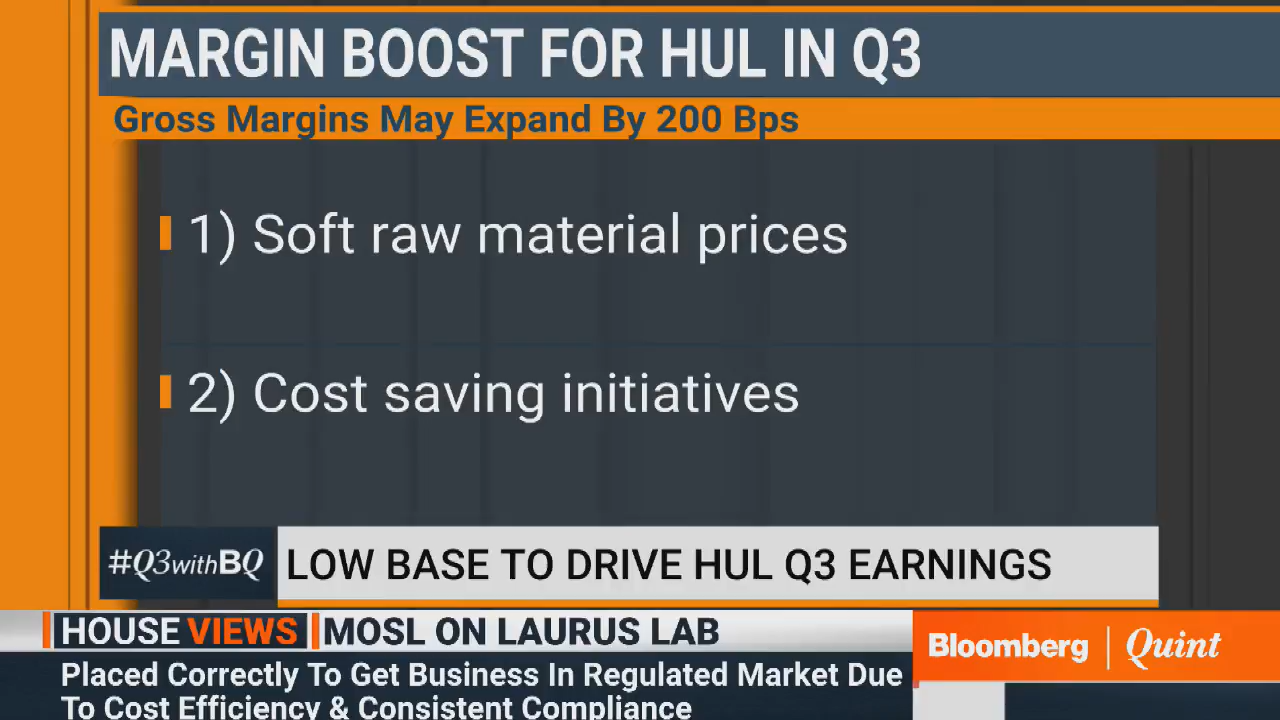 MARGIN BOOST FOR HUL IN Q3
Gross Margins May Expand By 200 Bps
1) Soft raw material prices
2) Cost saving initiatives
#Q3withBQ LOW BASE TO DRIVE HUL Q3 EARNINGS
HOUSE VIEWS MOSL ON LAURUS LAB
Bloomberg | Quint
Placed Correctly To Get Business In Regulated Market Due
To Cost Efficiency & Consistent Compliance